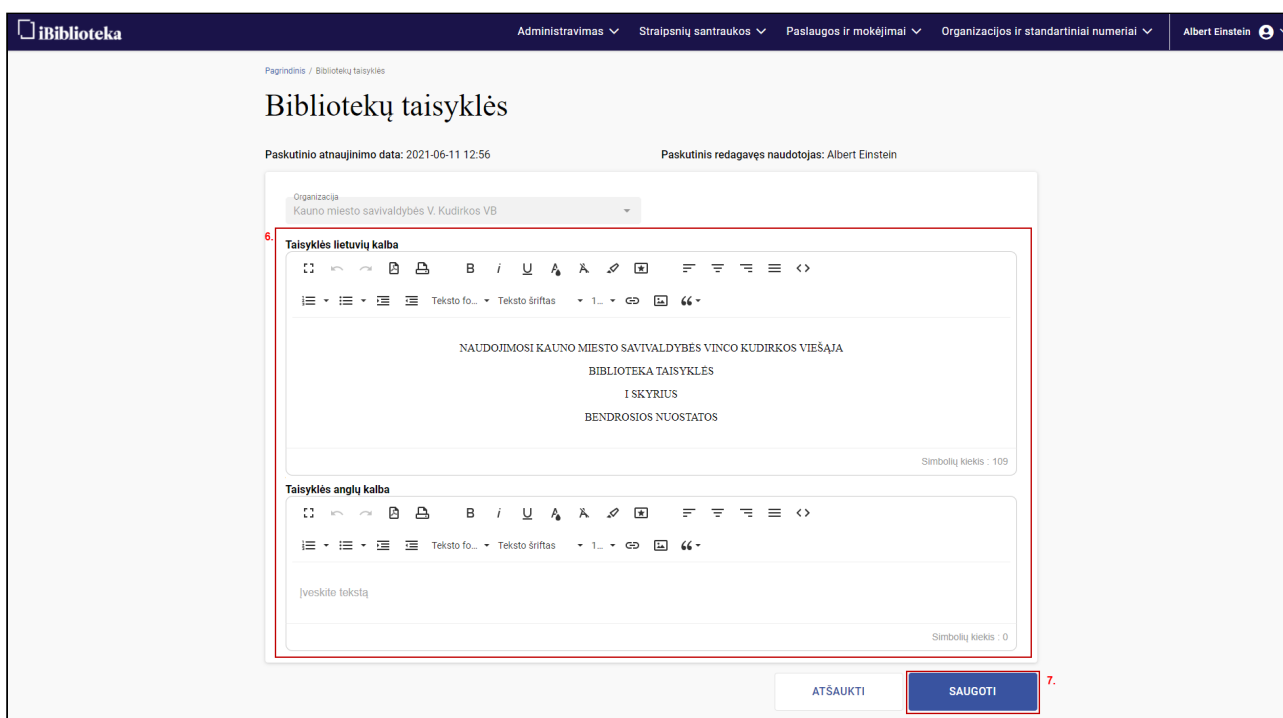 iBiblioteka
Administravimas Straipsnių santraukos Paslaugos ir mokėjimai Organizacijos ir standartiniai numeriai Albert Einstein
Pagrindinis / Bibliotekų taisyklės
Bibliotekų taisyklės
Paskutinio atnaujinimo data: 2021-06-11 12:56 Paskutinis redagavęs naudotojas: Albert Einstein
Organizacija
Kauno miesto savivaldybės V. Kudirkos VB
6.
Taisyklės lietuvių kalba
B i U A A
Teksto fo... Teksto šriftas 1...
NAUDOJIMOSI KAUNO MIESTO SAVIVALDYBĖS VINCO KUDIRKOS VIEŠĄJA
BIBLIOTEKA TAISYKLĖS
I SKYRIUS
BENDROSIOS NUOSTATOS
Simbolių kiekis : 109
Taisyklės anglų kalba
B i U A A
Teksto fo... Teksto šriftas 1...
Įveskite tekstą
Simbolių kiekis : 0
ATŠAUKTI SAUGOTI 7.